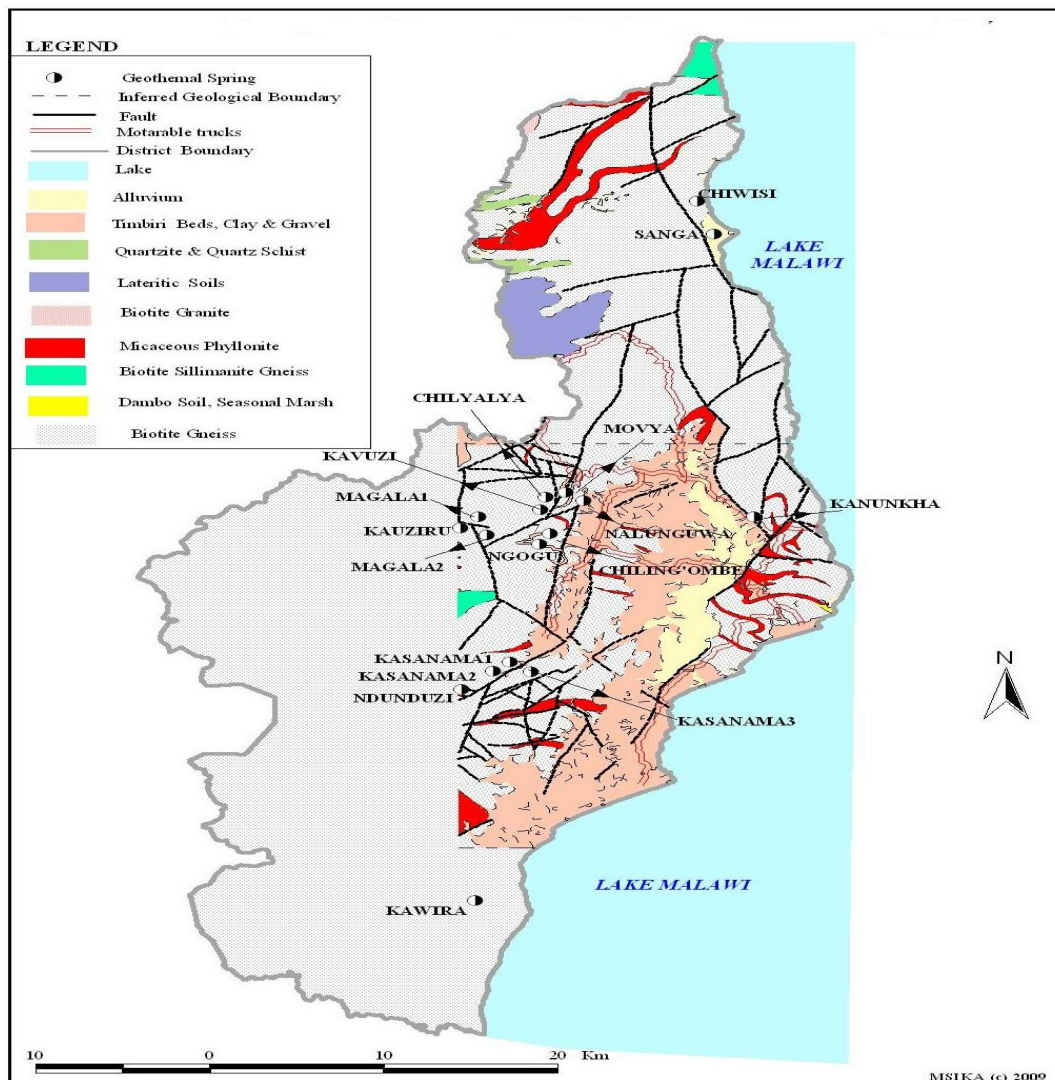 LEGEND
Geothemal Spring
Inferred Geological Boundary
Fault
Motarable trucks
District Boundary
Lake
Alluvium
Timbiri Beds, Clay & Gravel
Quartzite & Quartz Schist
Lateritic Soils
Biotite Granite
Micaceous Phyllonite
Biotite Sillimanite Gneiss
Dambo Soil, Seasonal Marsh
Biotite Gneiss
CHIWISI
SANGA
LAKE
MALAWI
CHILYALYA
MOVYA
KAVUZI
MAGALA1
KANUNKHA
KAUZIRU
NALUNGUWA
NGOGU
MAGALA2
CHILING'OMBE
KASANAMA1
KASANAMA2
NDUNDUZI
KASANAMA3
N
LAKE MALAWI
KAWIRA
10 0 10 20 Km
MSIKA (c) 2009